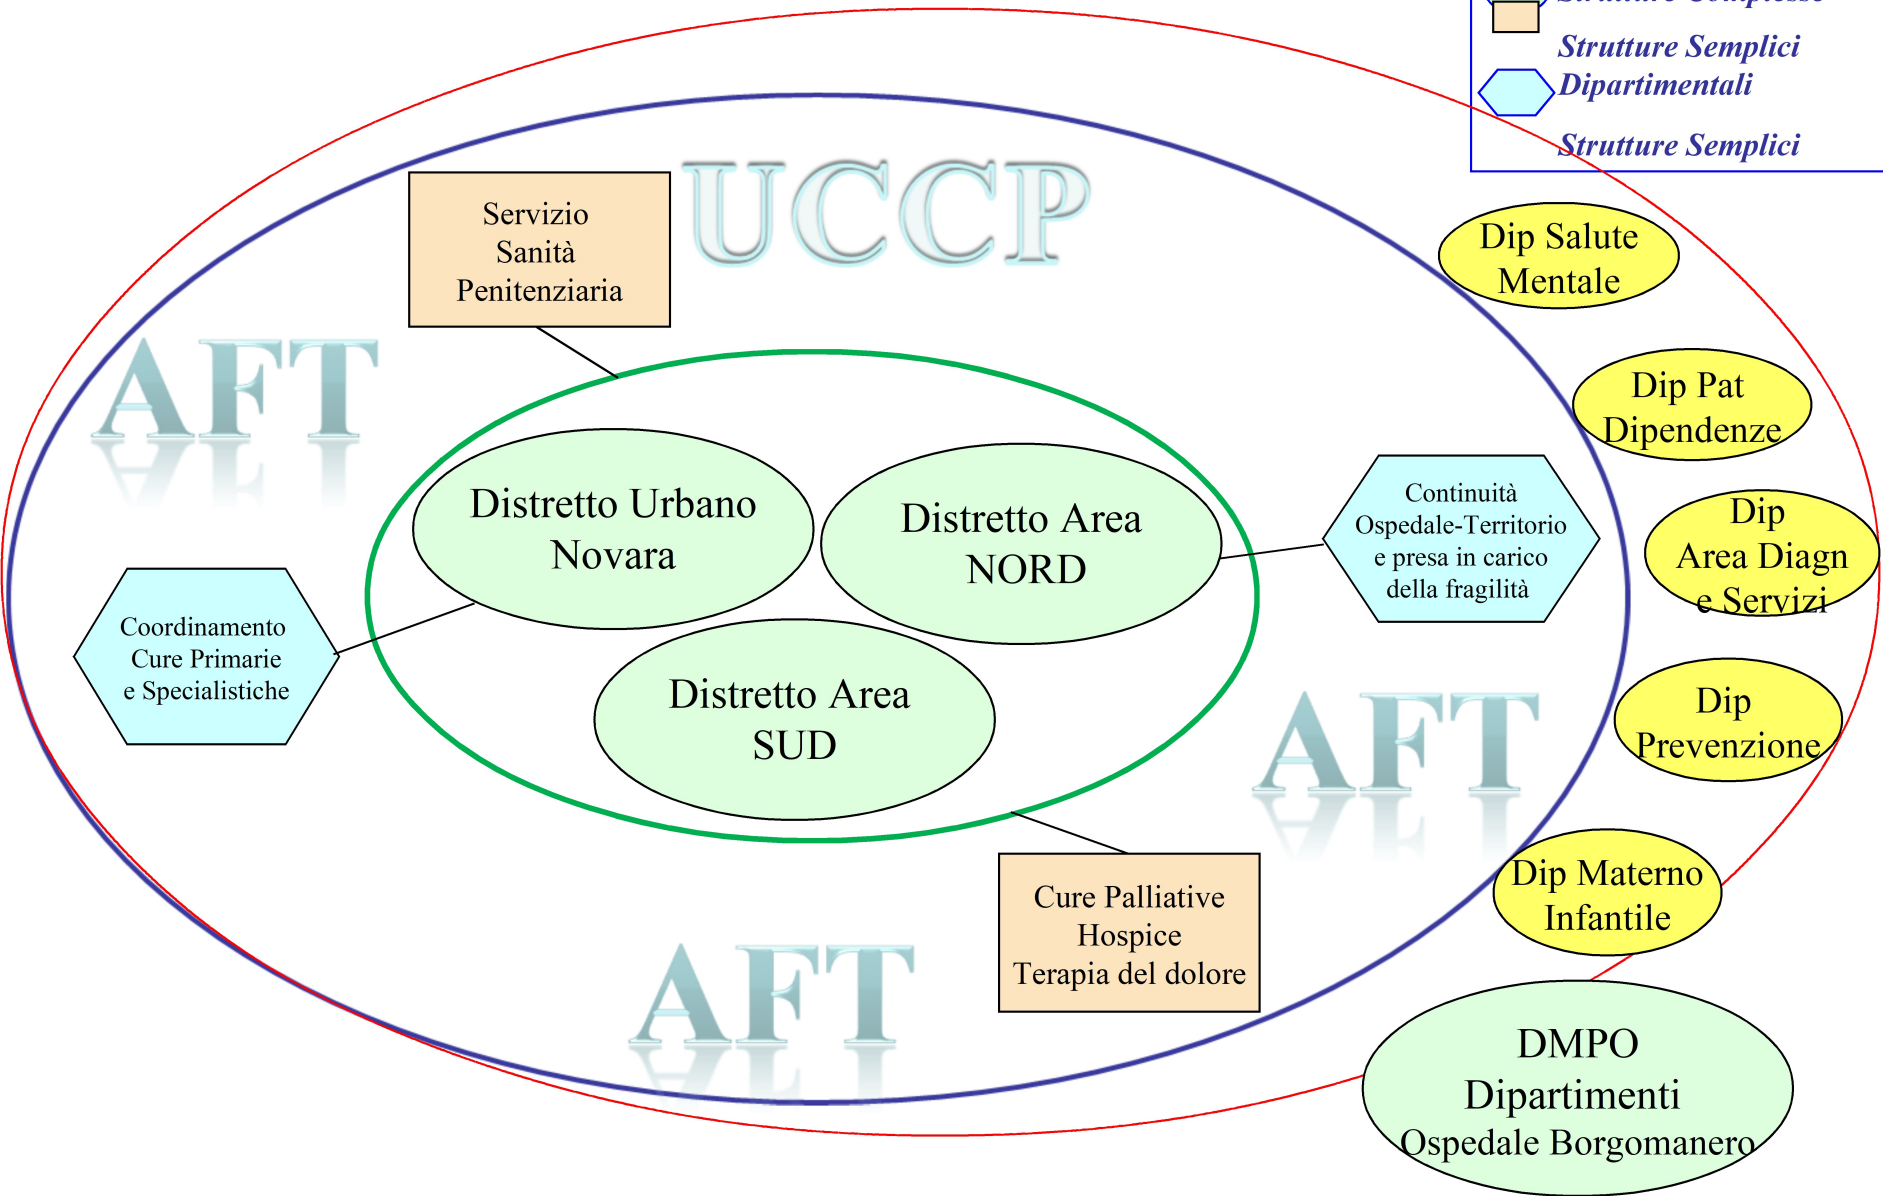 Strutture Complesse
Strutture Semplici
Dipartimentali
Strutture Semplici
UCCP
Servizio
Sanità
Penitenziaria
Dip Salute
Mentale
AFT
Dip Pat
Dipendenze
Distretto Urbano
Novara
Distretto Area
NORD
Continuità
Ospedale-Territorio
e presa in carico
della fragilità
Dip
Area Diagn
e Servizi
Coordinamento
Cure Primarie
e Specialistiche
Distretto Area
SUD
AFT
Dip
Prevenzione
Dip Materno
Infantile
Cure Palliative
Hospice
Terapia del dolore
AFT
DMPO
Dipartimenti
Ospedale Borgomanero